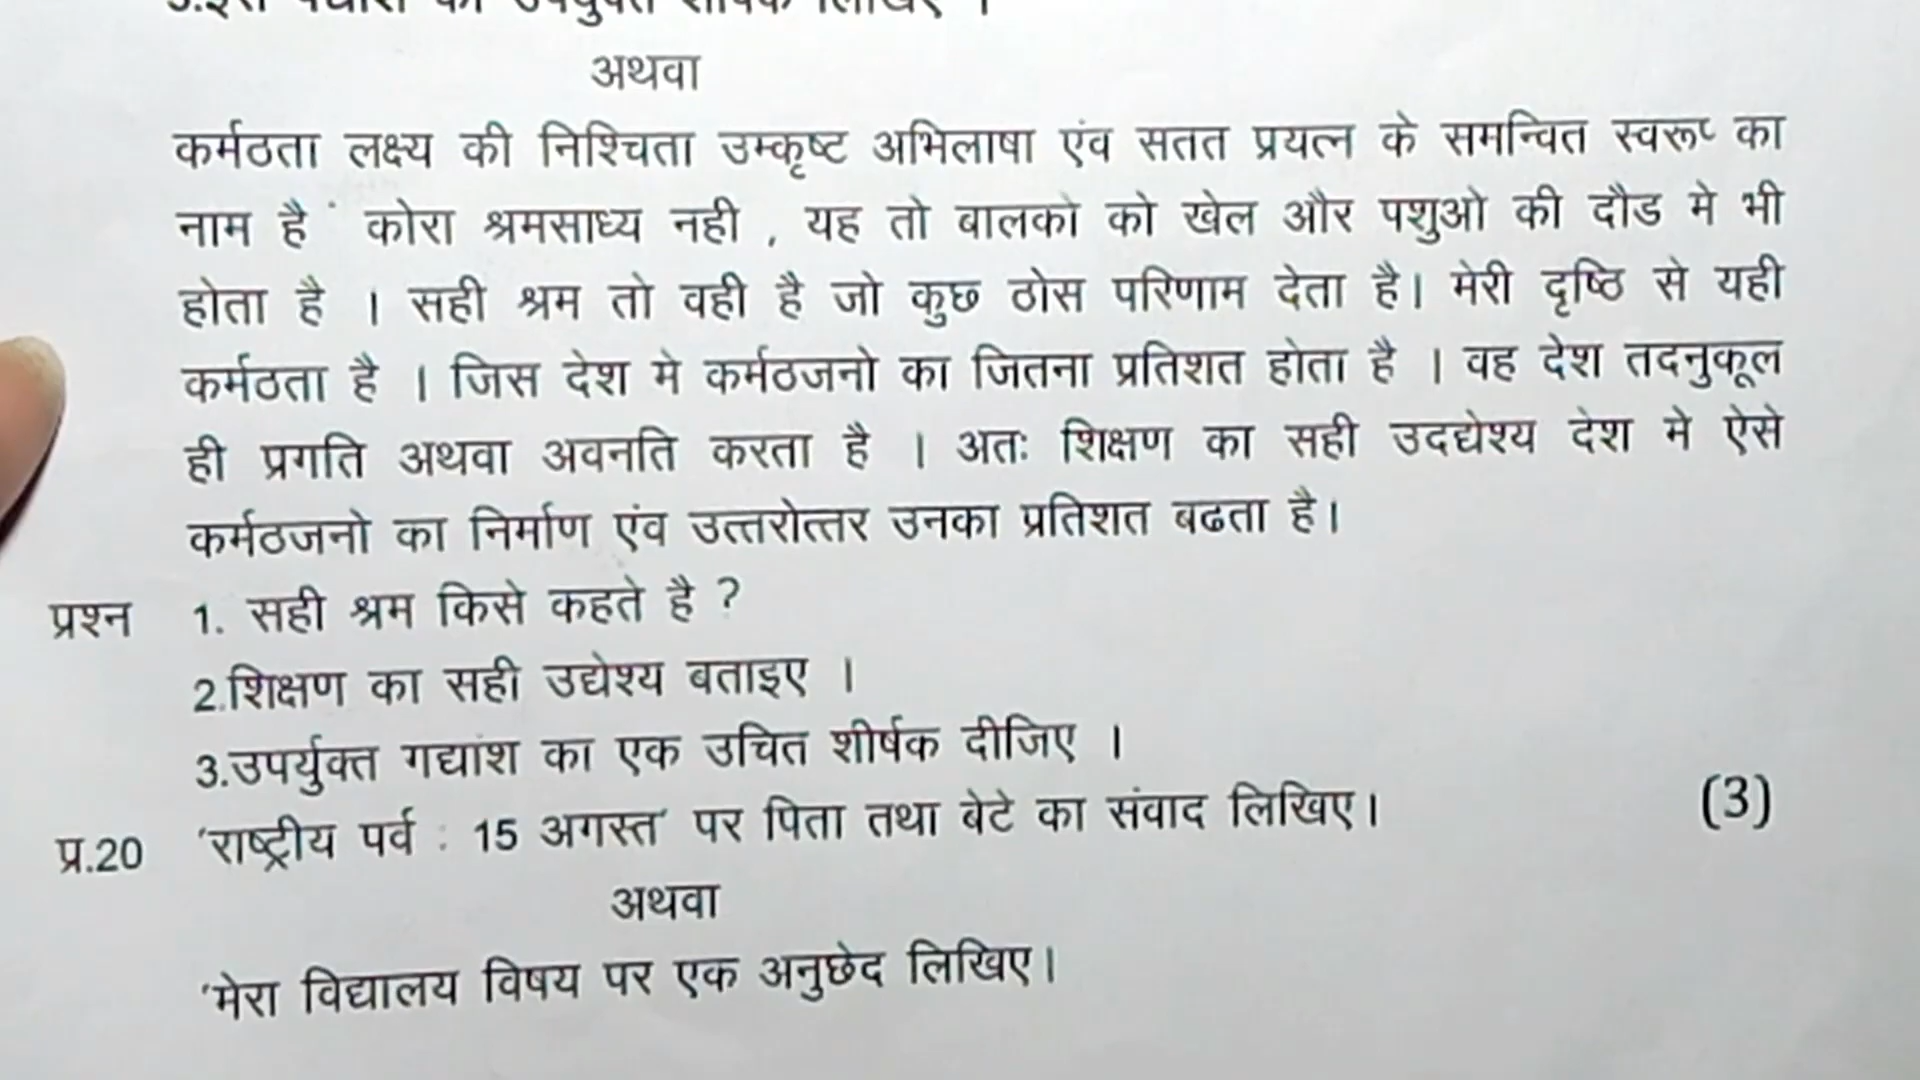 अथवा
कर्मठता लक्ष्य की निश्चिता उम्कृष्ट अभिलाषा एंव सतत प्रयत्न के समन्वित स्वरूप का
नाम है कोरा श्रमसाध्य नही , यह तो बालको को खेल और पशुओ की दौड मे भी
होता है । सही श्रम तो वही है जो कुछ ठोस परिणाम देता है। मेरी दृष्ठि से यही
कर्मठता है । जिस देश मे कर्मठजनो का जितना प्रतिशत होता है । वह देश तदनुकूल
ही प्रगति अथवा अवनति करता है । अतः शिक्षण का सही उदद्येश्य देश मे ऐसे
कर्मठजनो का निर्माण एंव उत्तरोत्तर उनका प्रतिशत बढता है।
प्रश्न 1. सही श्रम किसे कहते है ?
2.शिक्षण का सही उद्येश्य बताइए ।
3.उपर्युक्त गद्यांश का एक उचित शीर्षक दीजिए ।
प्र.20 'राष्ट्रीय पर्व : 15 अगस्त' पर पिता तथा बेटे का संवाद लिखिए। (3)
अथवा
'मेरा विद्यालय विषय पर एक अनुछेद लिखिए।